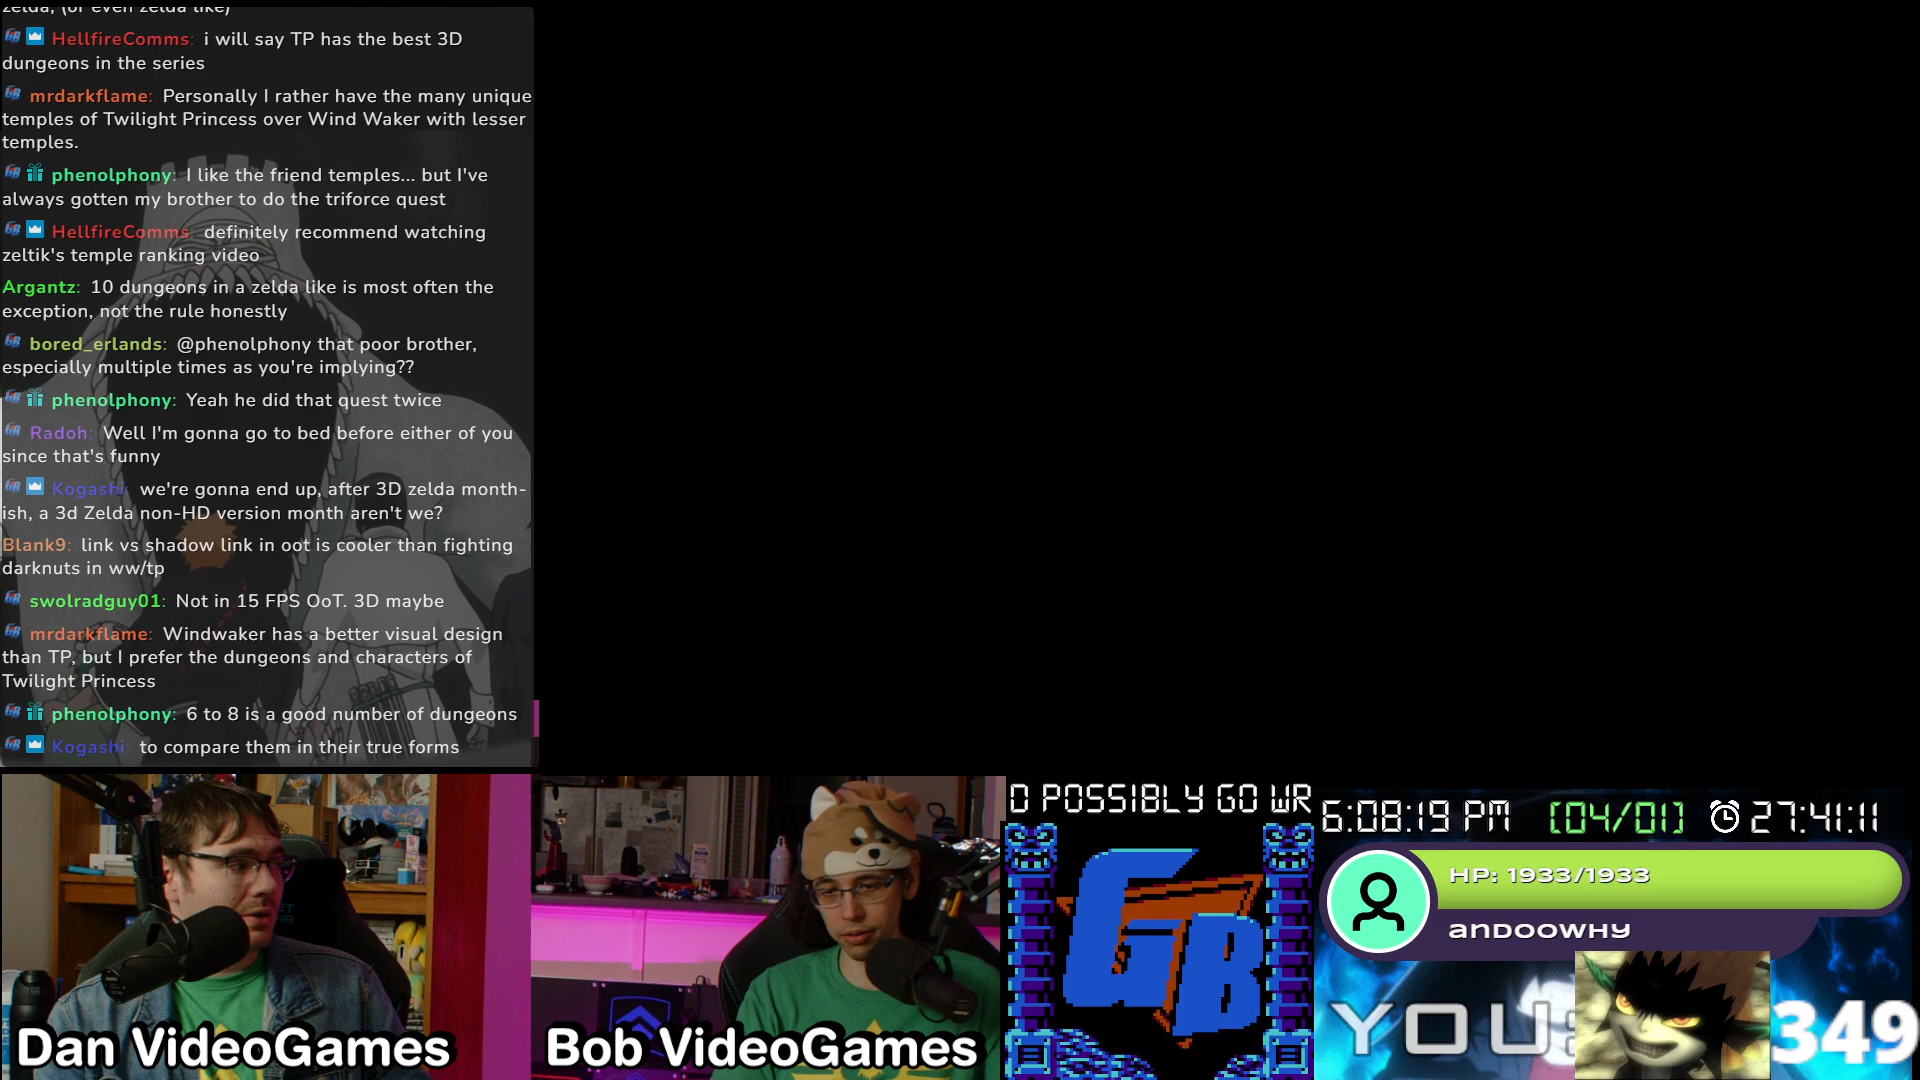 zelda, (or even zelda like)
HellfireComms: i will say TP has the best 3D
dungeons in the series
mrdarkflame: Personally I rather have the many unique
temples of Twilight Princess over Wind Waker with lesser
temples.
phenolphony: I like the friend temples... but I've
always gotten my brother to do the triforce quest
HellfireComms: definitely recommend watching
zeltik's temple ranking video
Argantz: 10 dungeons in a zelda like is most often the
exception, not the rule honestly
bored_erlands: @phenolphony that poor brother,
especially multiple times as you're implying??
phenolphony: Yeah he did that quest twice
Radoh: Well I'm gonna go to bed before either of you
since that's funny
Kogashi: we're gonna end up, after 3D zelda month-
ish, a 3d Zelda non-HD version month aren't we?
Blank9: link vs shadow link in oot is cooler than fighting
darknuts in ww/tp
swolradguy01: Not in 15 FPS OoT. 3D maybe
mrdarkflame: Windwaker has a better visual design
than TP, but I prefer the dungeons and characters of
Twilight Princess
phenolphony: 6 to 8 is a good number of dungeons
Kogashi: to compare them in their true forms
Dan VideoGames
Bob VideoGames
D POSSIBLY GO WR
GB
6:08:19 PM [04/01] 27:41:11
HP: 1933/1933
andoowhy
YOU
349